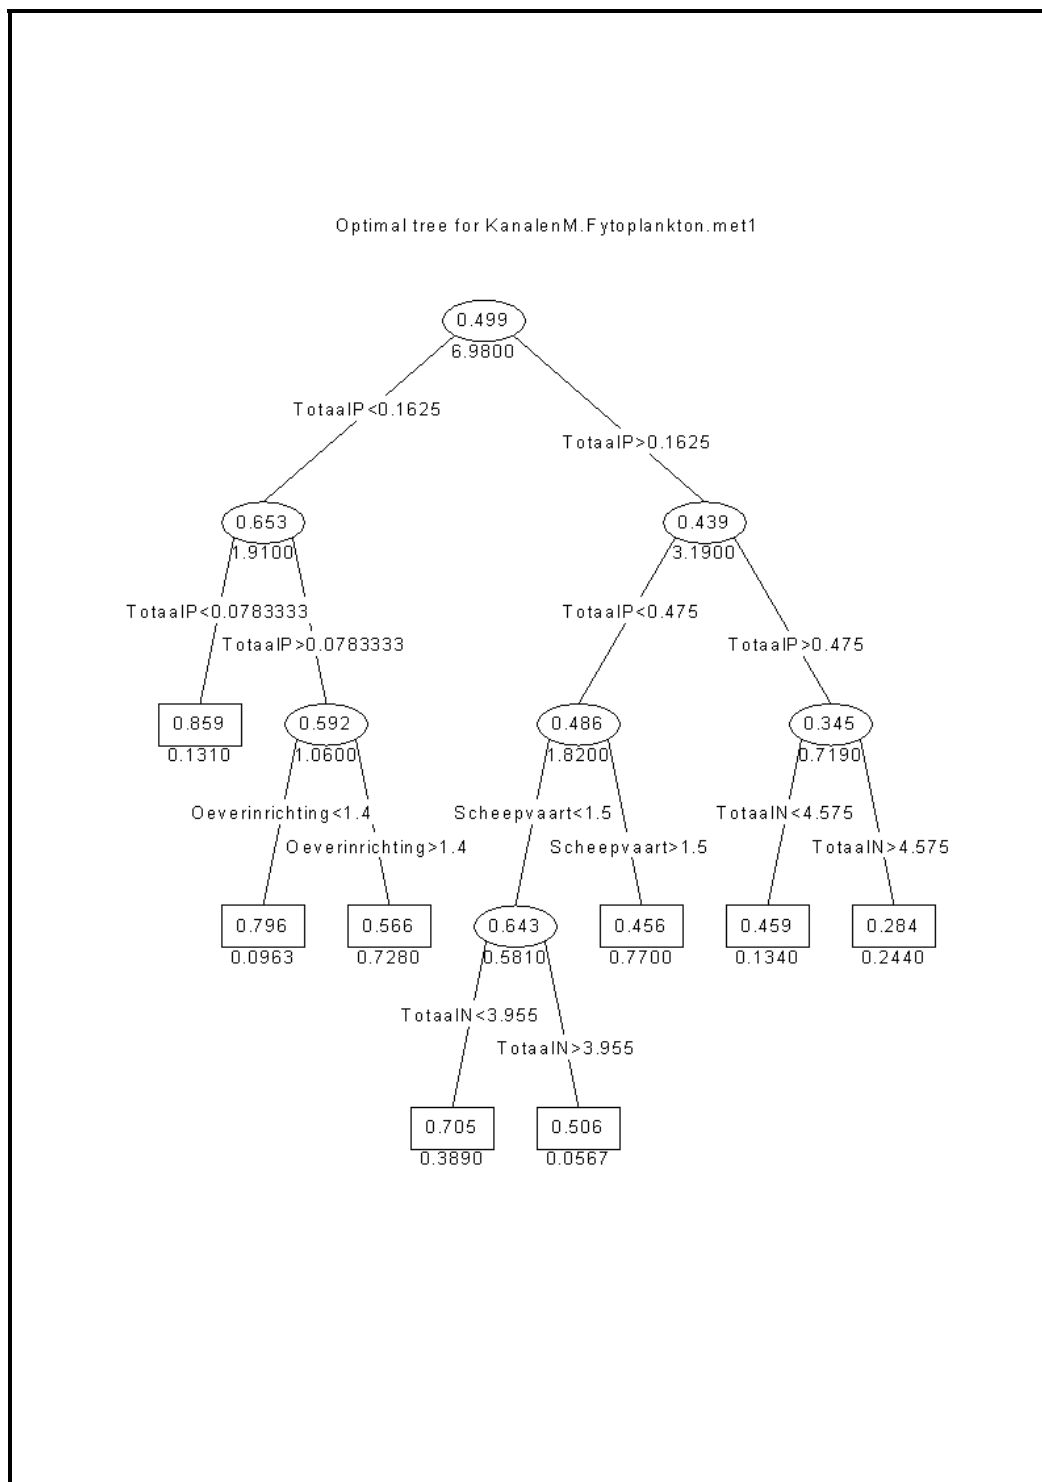 Optimal tree for KanalenM.Fytoplankton.met1
0.499
6.9800
TotaalP<0.1625
TotaalP>0.1625
0.653
1.9100
0.439
3.1900
TotaalP<0.0783333
TotaalP>0.0783333
TotaalP<0.475
TotaalP>0.475
0.859
0.1310
0.592
1.0600
0.486
1.8200
0.345
0.7190
Oeverinrichting<1.4
Oeverinrichting>1.4
Scheepvaart<1.5
Scheepvaart>1.5
TotaalN<4.575
TotaalN>4.575
0.796
0.0963
0.566
0.7280
0.643
0.5810
0.456
0.7700
0.459
0.1340
0.284
0.2440
TotaalN<3.955
TotaalN>3.955
0.705
0.3890
0.506
0.0567